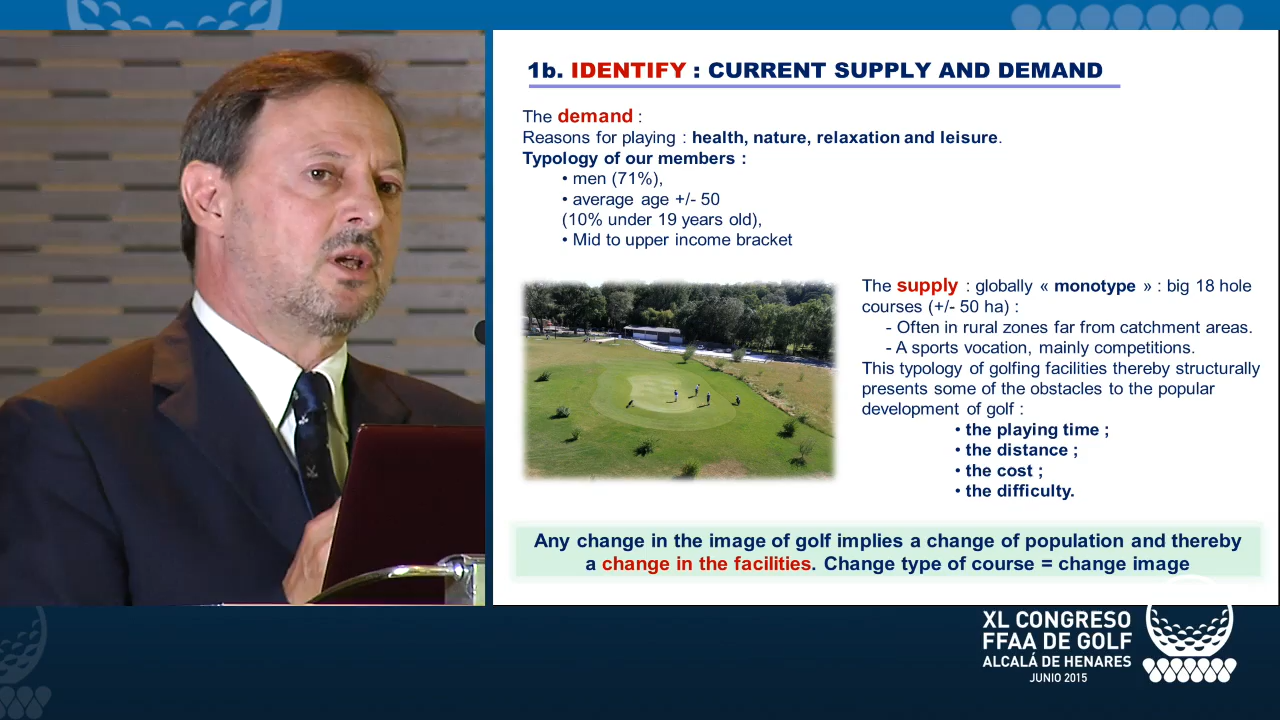 1b. IDENTIFY : CURRENT SUPPLY AND DEMAND
The demand :
Reasons for playing : health, nature, relaxation and leisure.
Typology of our members :
• men (71%),
• average age +/- 50
(10% under 19 years old),
• Mid to upper income bracket
The supply : globally « monotype » : big 18 hole
courses (+/- 50 ha) :
- Often in rural zones far from catchment areas.
- A sports vocation, mainly competitions.
This typology of golfing facilities thereby structurally
presents some of the obstacles to the popular
development of golf :
• the playing time ;
• the distance ;
• the cost ;
• the difficulty.
Any change in the image of golf implies a change of population and thereby
a change in the facilities. Change type of course = change image
XL CONGRESO
FFAA DE GOLF
ALCALÁ DE HENARES
JUNIO 2015